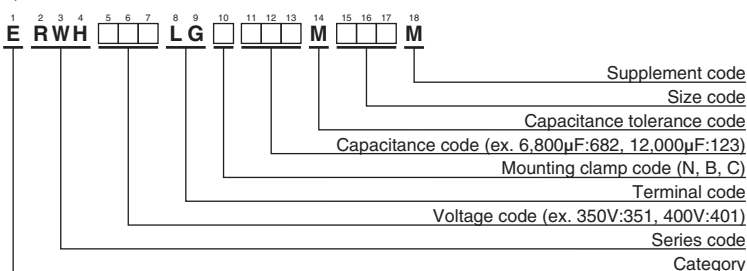 1 2 3 4 5 6 7 8 9 10 11 12 13 14 15 16 17 18
E RWH □□□ LG □ □□□ M □□□ M
Supplement code
Size code
Capacitance tolerance code
Capacitance code (ex. 6,800µF:682, 12,000µF:123)
Mounting clamp code (N, B, C)
Terminal code
Voltage code (ex. 350V:351, 400V:401)
Series code
Category